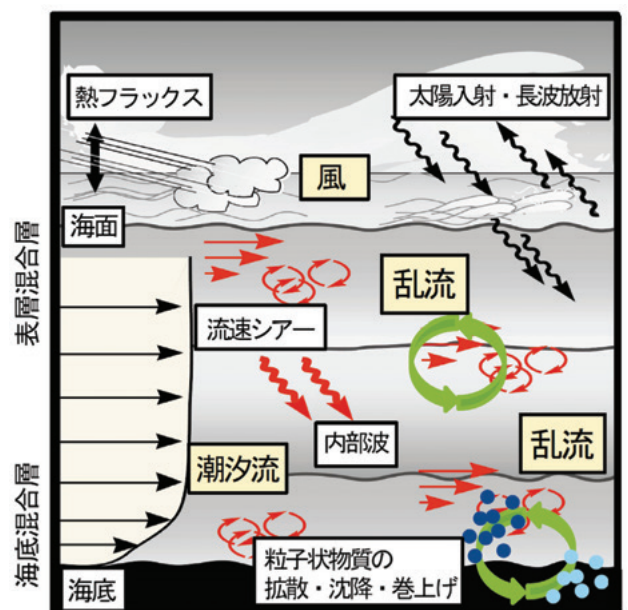 熱フラックス
太陽入射・長波放射
風
海面
表層混合層
乱流
流速シアー
内部波
潮汐流
乱流
海底混合層
粒子状物質の
拡散・沈降・巻上げ
海底